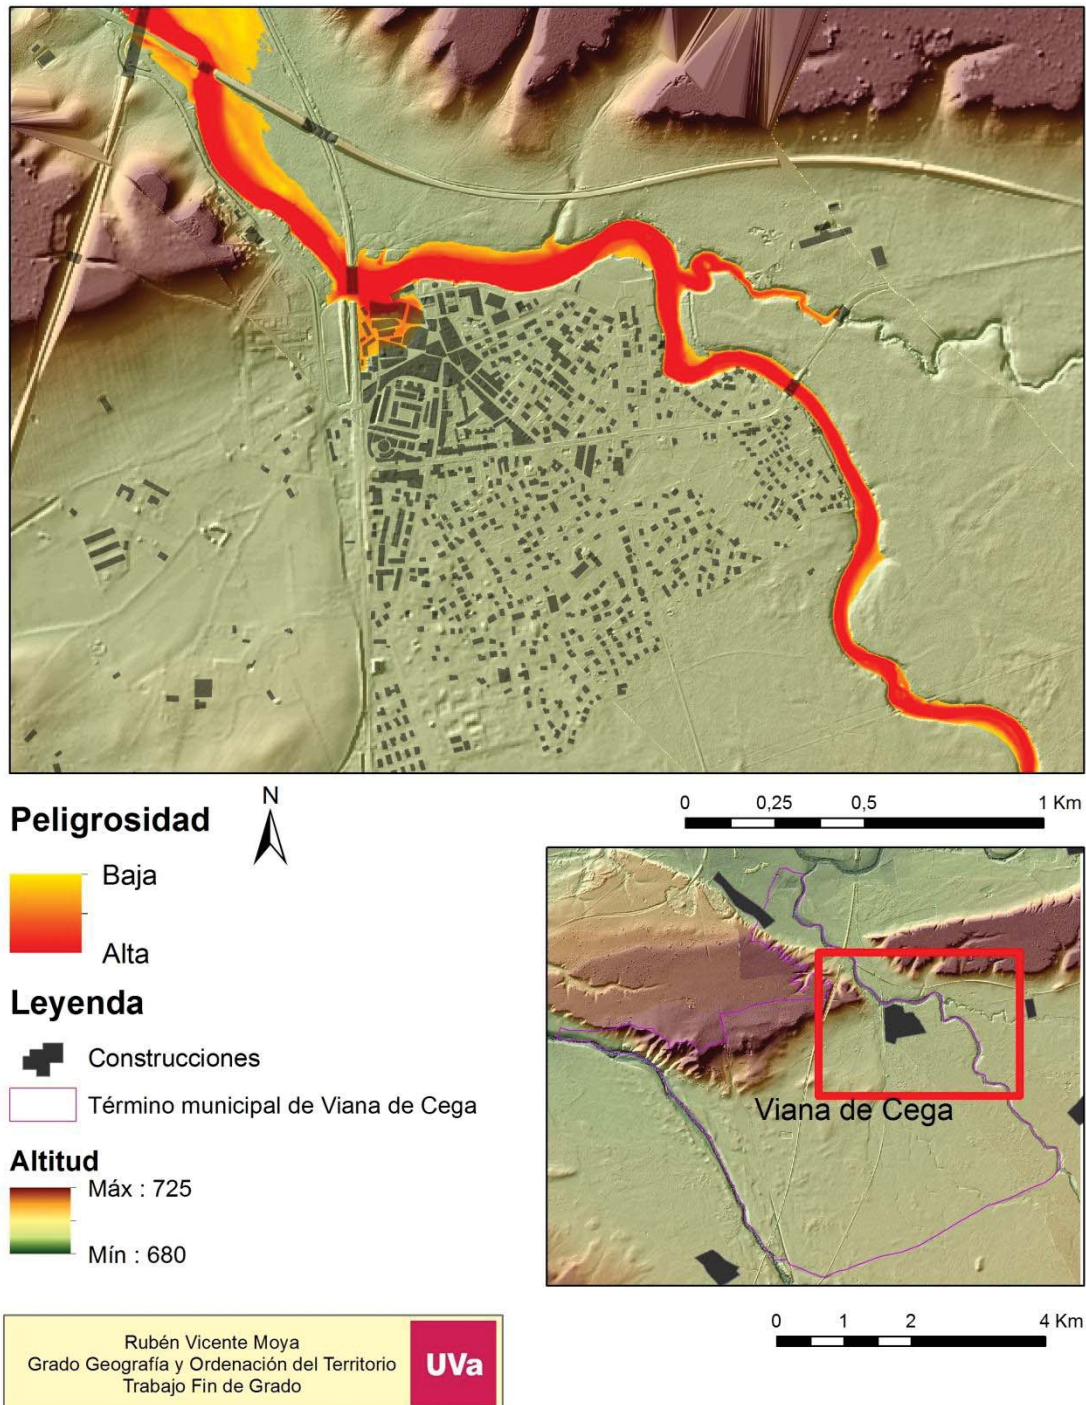 Peligrosidad
Baja
Alta
N
0 0,25 0,5 1 Km
Leyenda
Construcciones
Término municipal de Viana de Cega
Altitud
Máx : 725
Mín : 680
Viana de Cega
0 1 2 4 Km
Rubén Vicente Moya
Grado Geografía y Ordenación del Territorio
Trabajo Fin de Grado
UVa